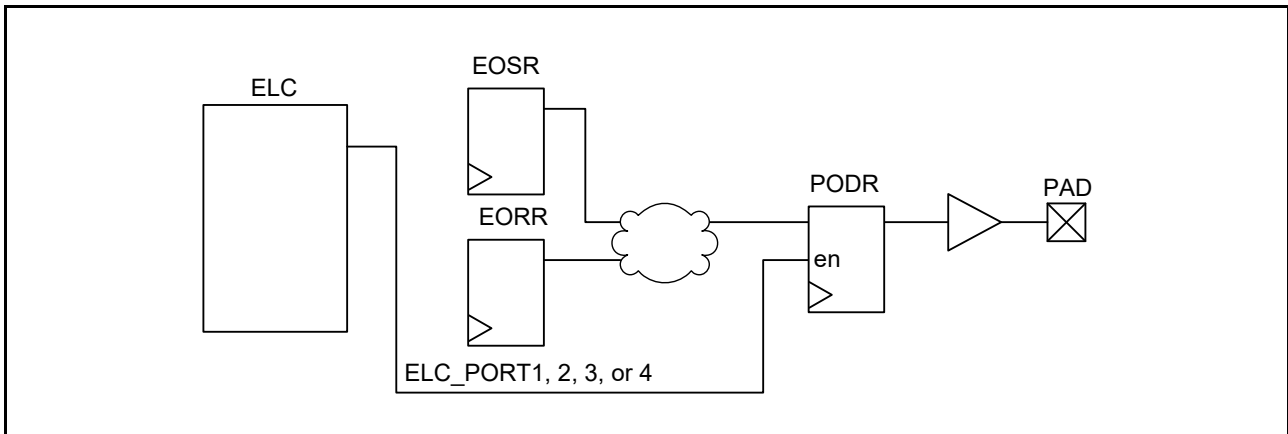 EOSR
ELC
PODR
PAD
EORR
en
ELC_PORT1, 2, 3, or 4